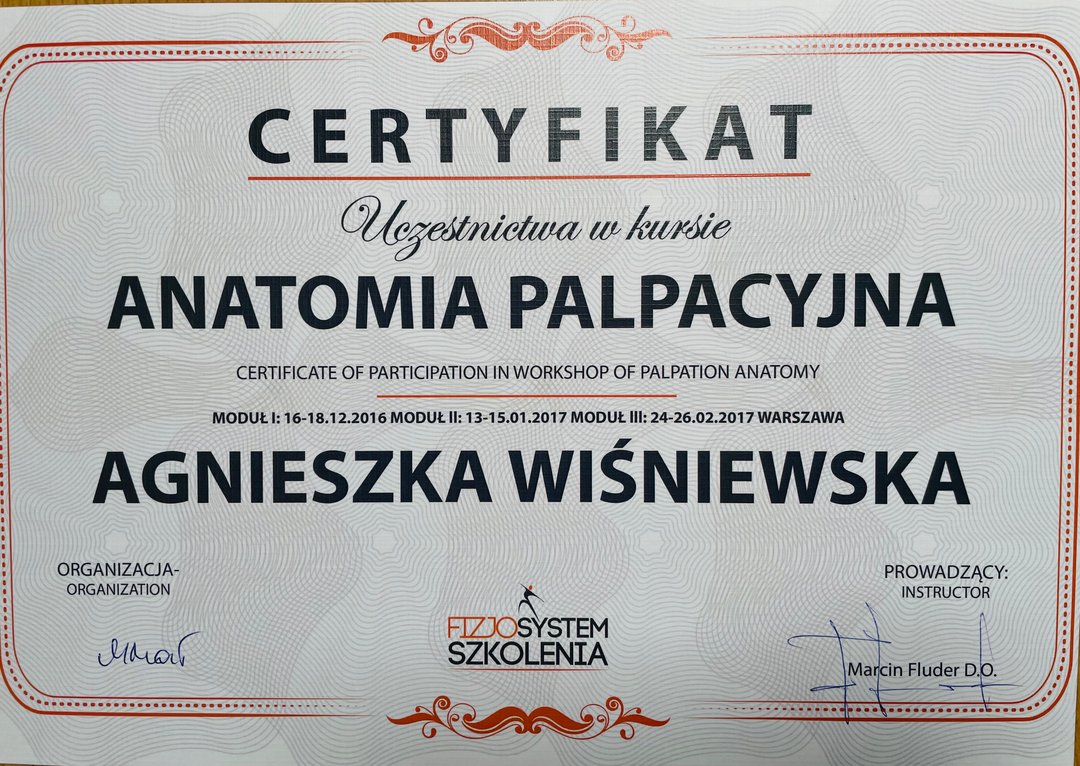 CERTYFIKAT
Uczestnictwa w kursie
ANATOMIA PALPACYJNA
CERTIFICATE OF PARTICIPATION IN WORKSHOP OF PALPATION ANATOMY
MODUŁ I: 16-18.12.2016 MODUŁ II: 13-15.01.2017 MODUŁ III: 24-26.02.2017 WARSZAWA
AGNIESZKA WIŚNIEWSKA
ORGANIZACJA-
ORGANIZATION
FIZJOSYSTEM
SZKOLENIA
PROWADZĄCY:
INSTRUCTOR
Marcin Fluder D.O.